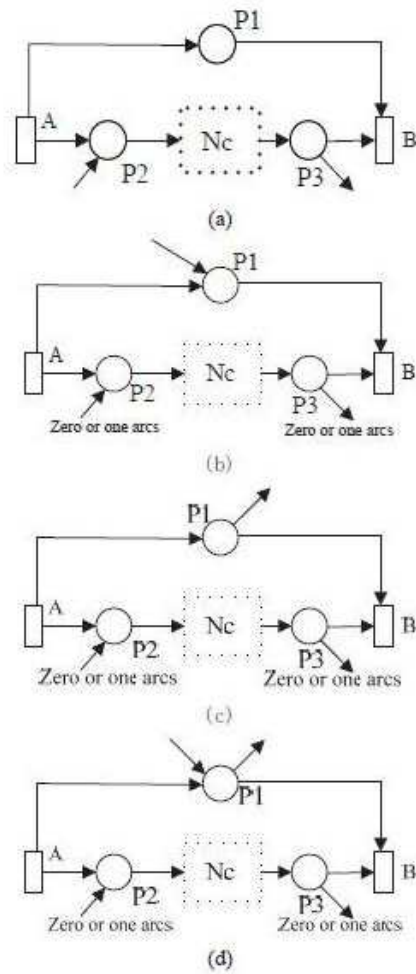 P1
A
P2
Nc
P3
B
(a)
P1
A
P2
Nc
P3
B
Zero or one arcs
Zero or one arcs
(b)
P1
A
P2
Nc
P3
B
Zero or one arcs
Zero or one arcs
(c)
P1
A
P2
Nc
P3
B
Zero or one arcs
Zero or one arcs
(d)